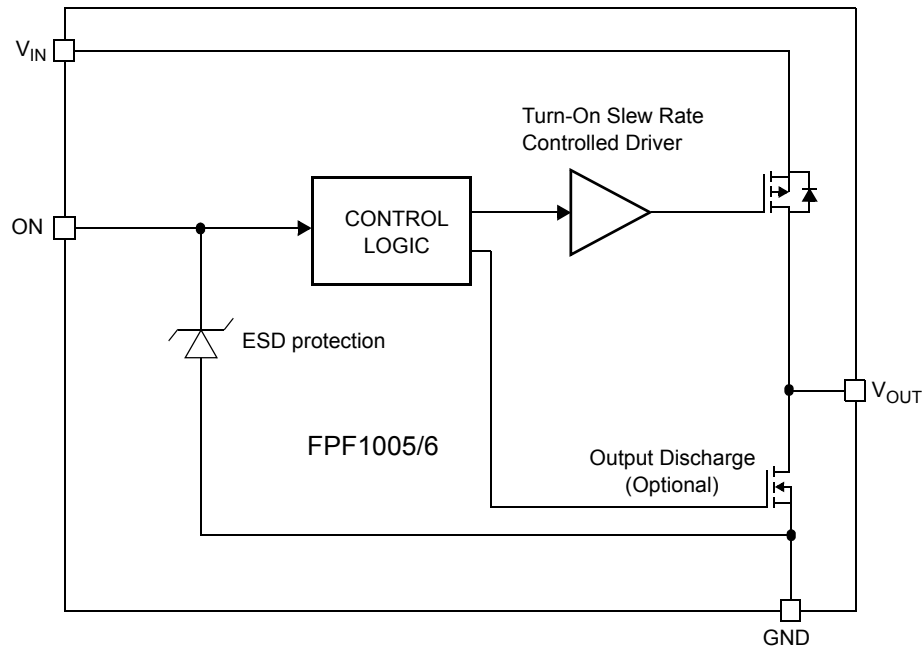 V_IN
Turn-On Slew Rate
Controlled Driver
ON
CONTROL
LOGIC
ESD protection
V_OUT
FPF1005/6
Output Discharge
(Optional)
GND